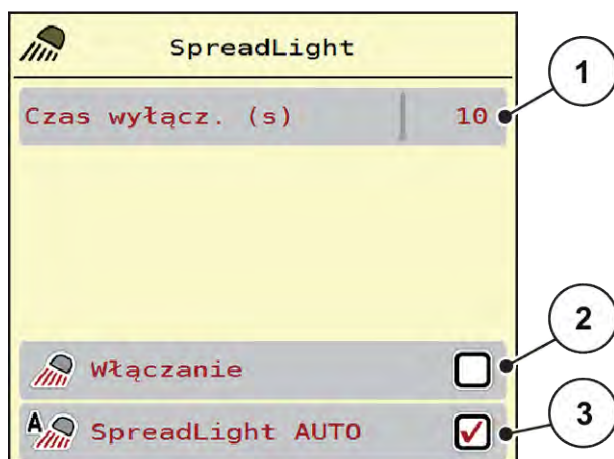 SpreadLight
Czas wyłącz. (s) 10
1
Włączanie
2
A SpreadLight AUTO
3